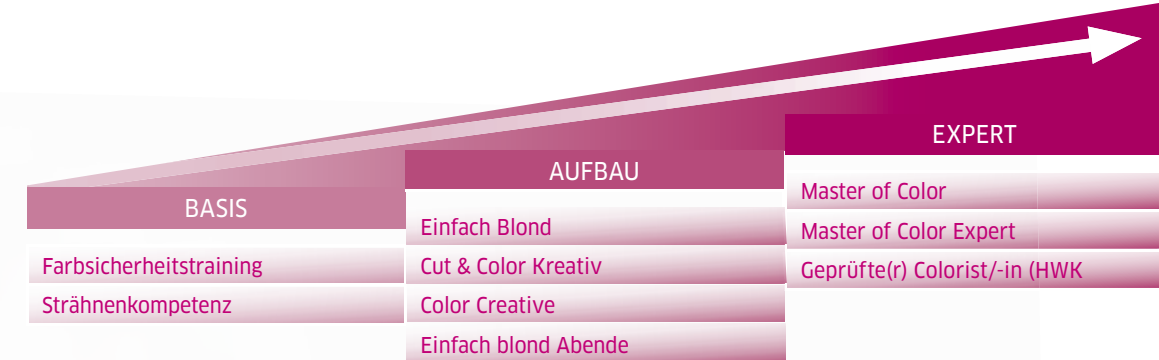 BASIS
Farbsicherheitstraining
Strähnenkompetenz
AUFBAU
Einfach Blond
Cut & Color Kreativ
Color Creative
Einfach blond Abende
EXPERT
Master of Color
Master of Color Expert
Geprüfte(r) Colorist/-in (HWK